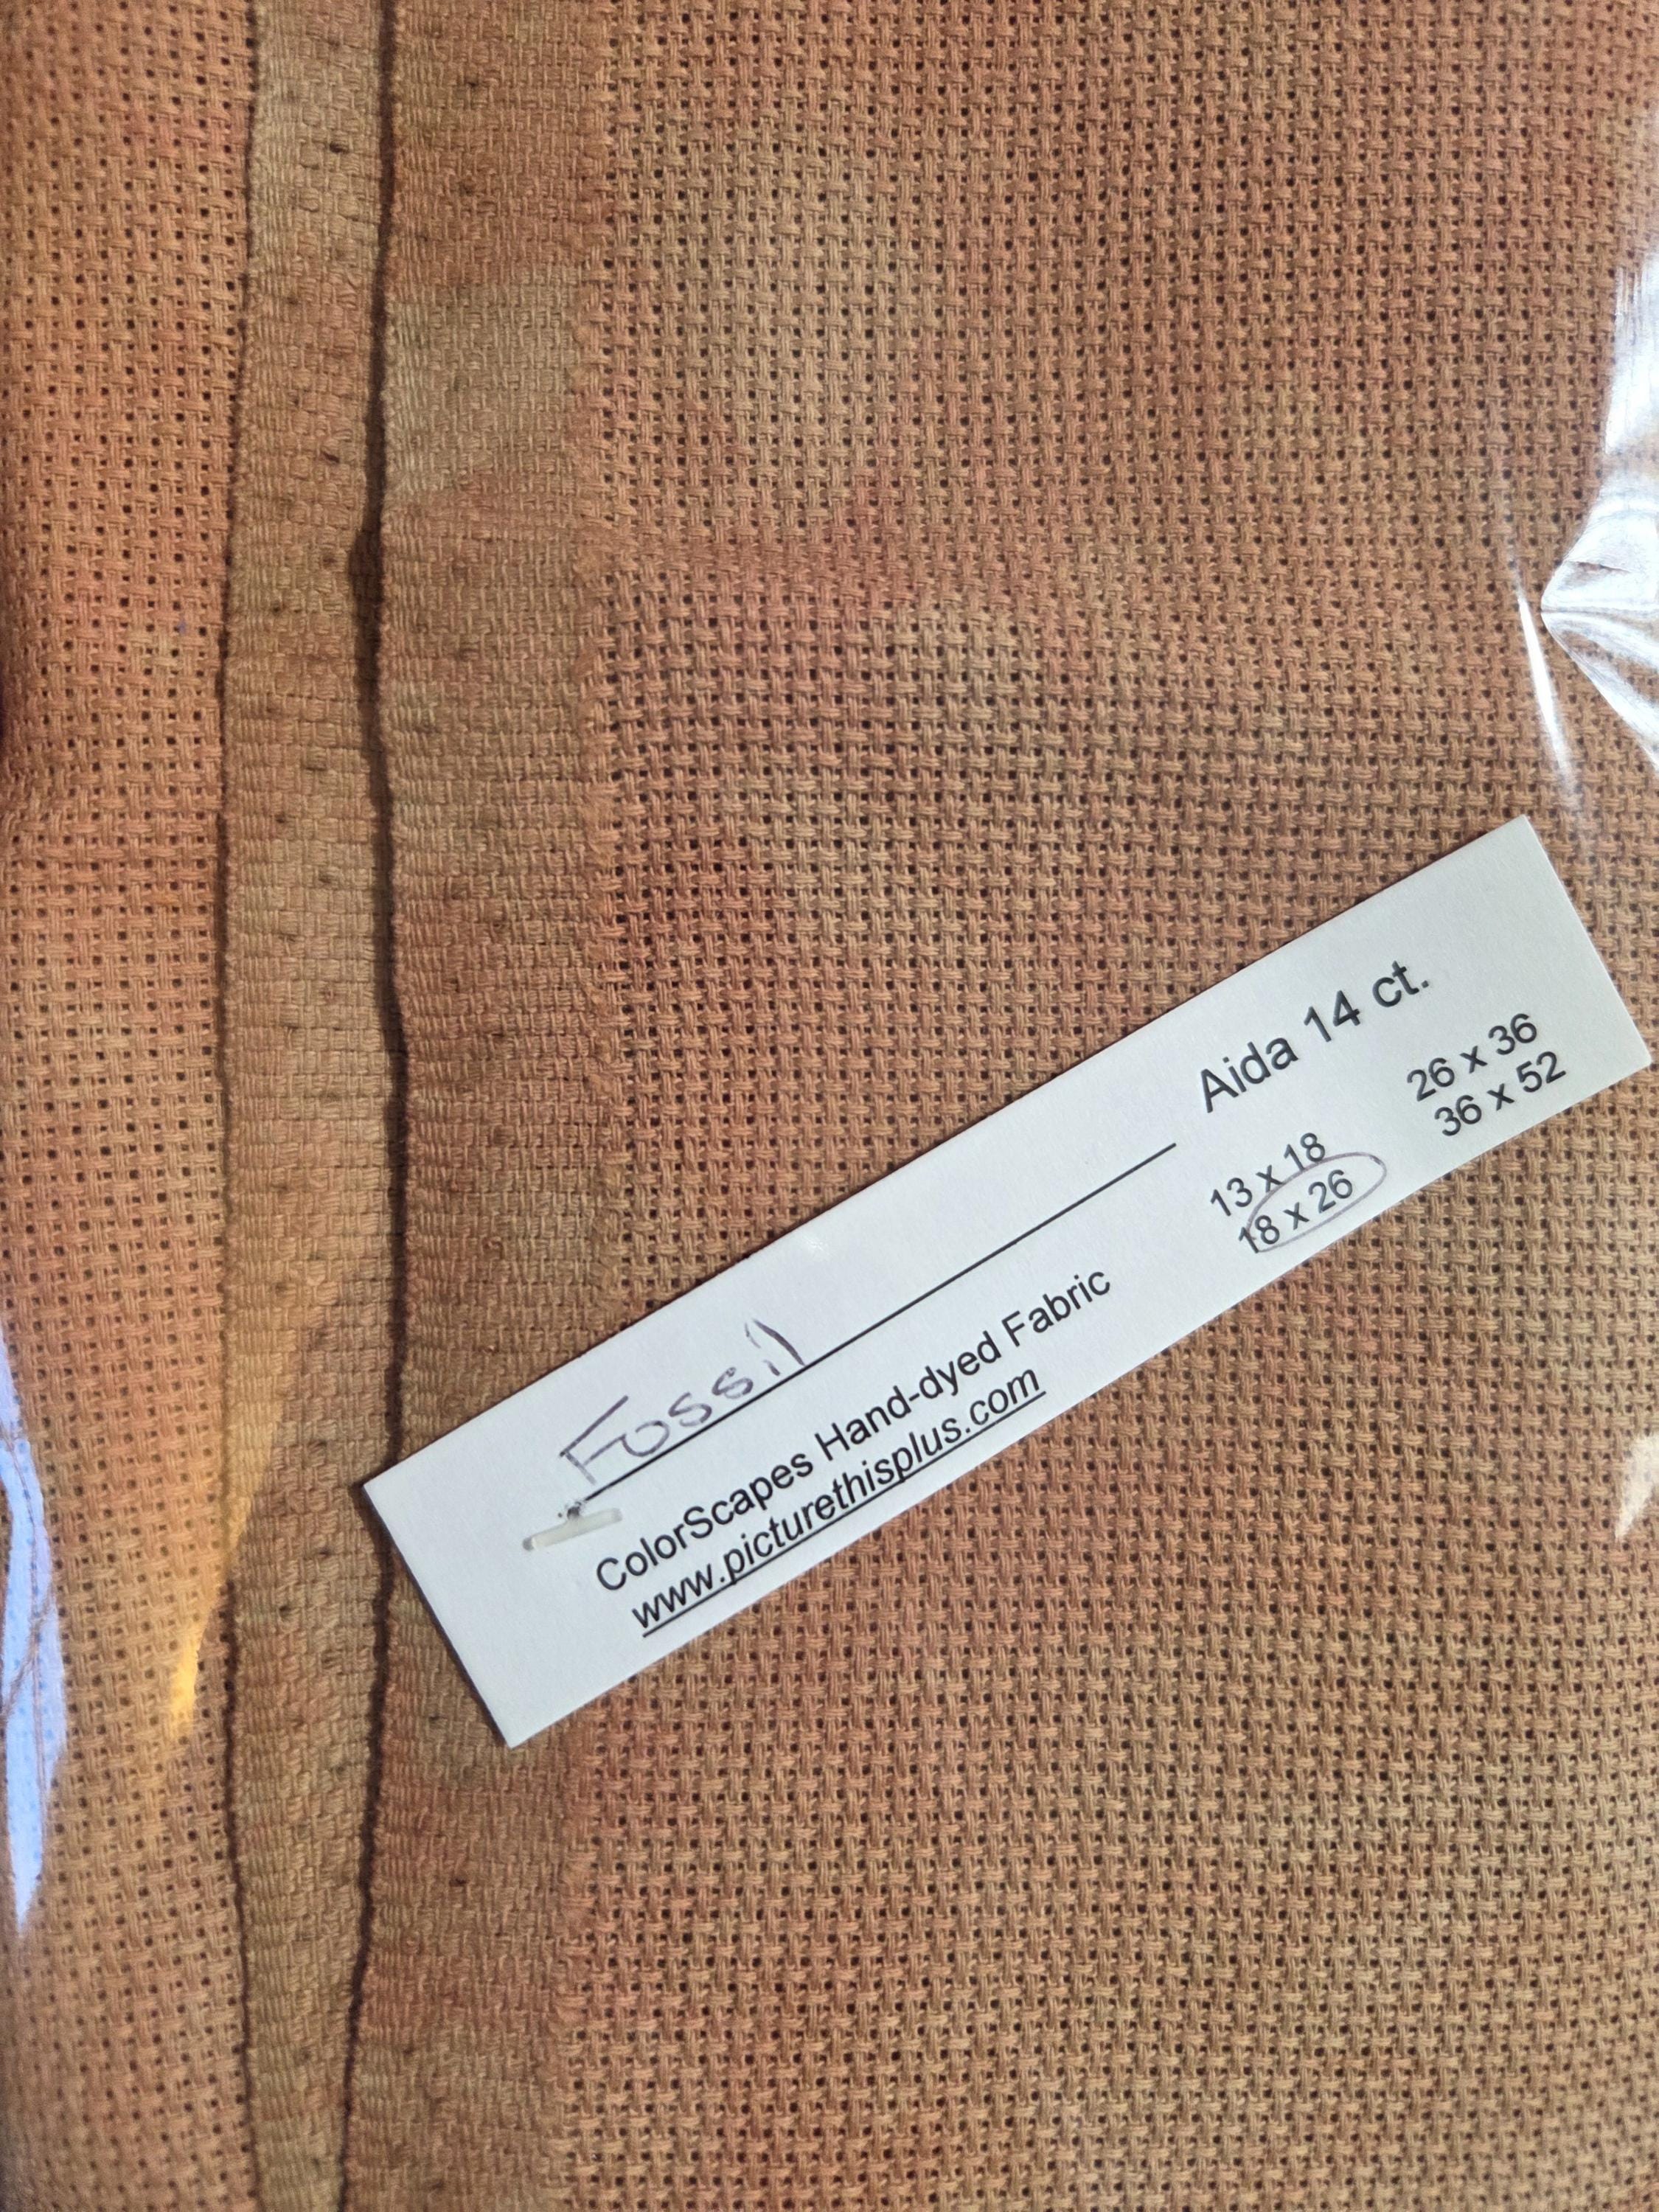 Fossil
Aida 14 ct.
ColorScapes Hand-dyed Fabric
www.picturethisplus.com
13 x 18
18 x 26
26 x 36
36 x 52